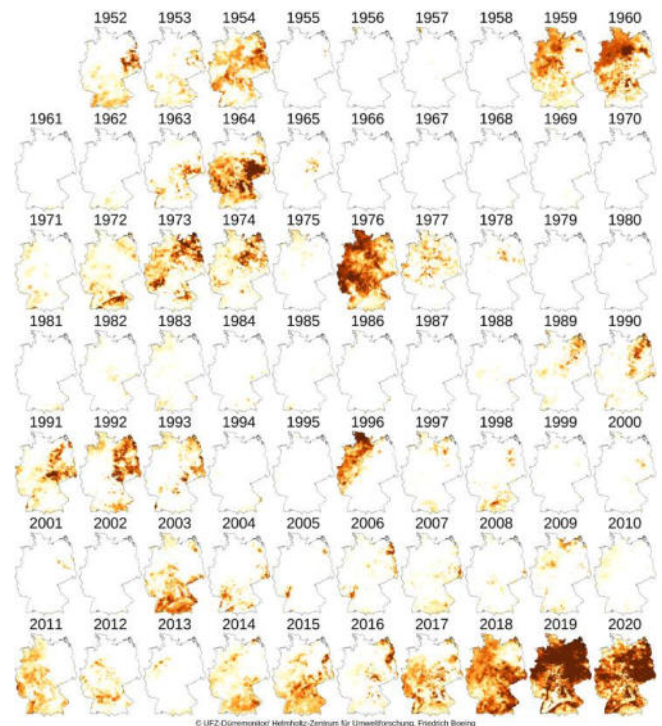 1952 1953 1954 1955 1956 1957 1958 1959 1960
1961 1962 1963 1964 1965 1966 1967 1968 1969 1970
1971 1972 1973 1974 1975 1976 1977 1978 1979 1980
1981 1982 1983 1984 1985 1986 1987 1988 1989 1990
1991 1992 1993 1994 1995 1996 1997 1998 1999 2000
2001 2002 2003 2004 2005 2006 2007 2008 2009 2010
2011 2012 2013 2014 2015 2016 2017 2018 2019 2020
© UFZ-Dürremonitor/ Helmholtz-Zentrum für Umweltforschung, Friedrich Boeing